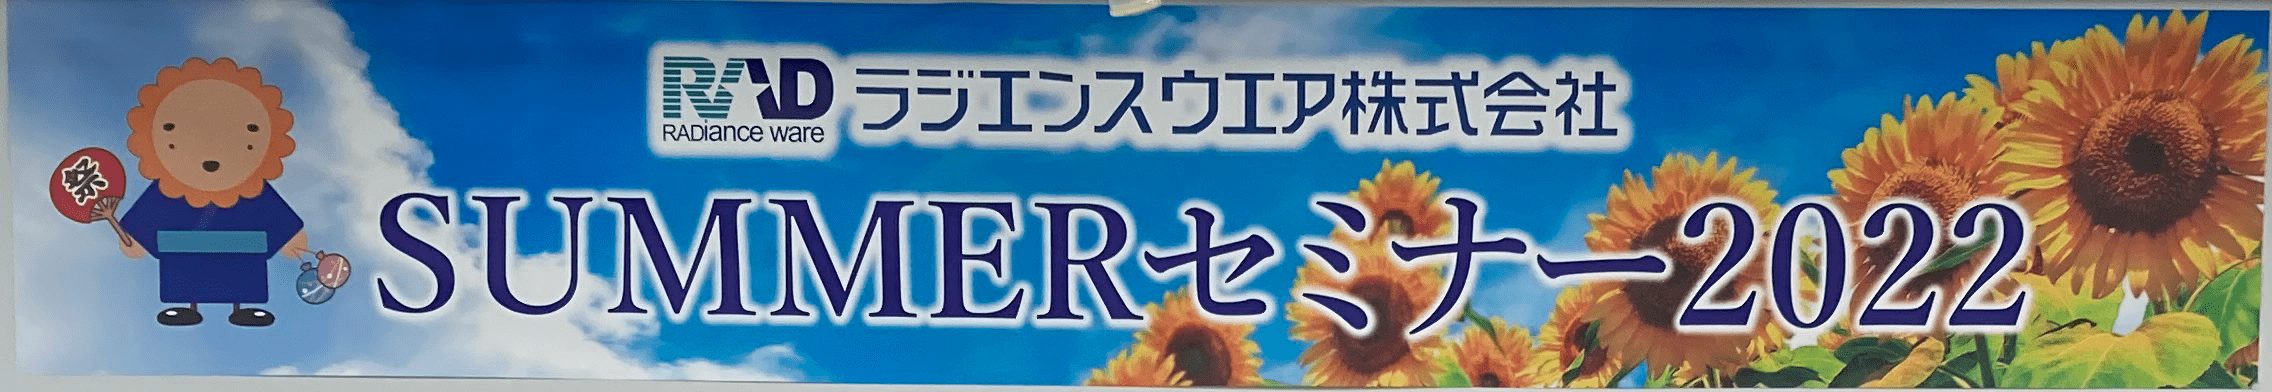 祭
RAD
RADiance ware
ラジエンスウエア株式会社
SUMMERセミナー2022